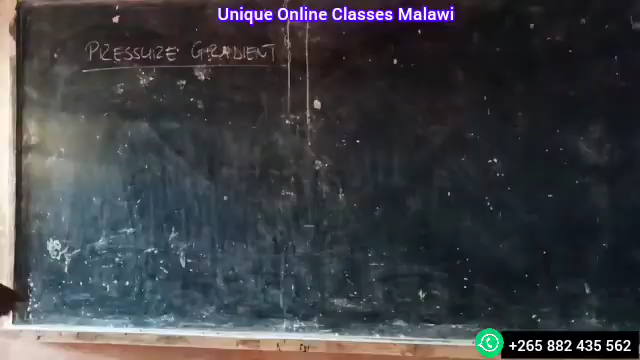 Unique Online Classes Malawi
PRESSURE GRADIENT
+265 882 435 562